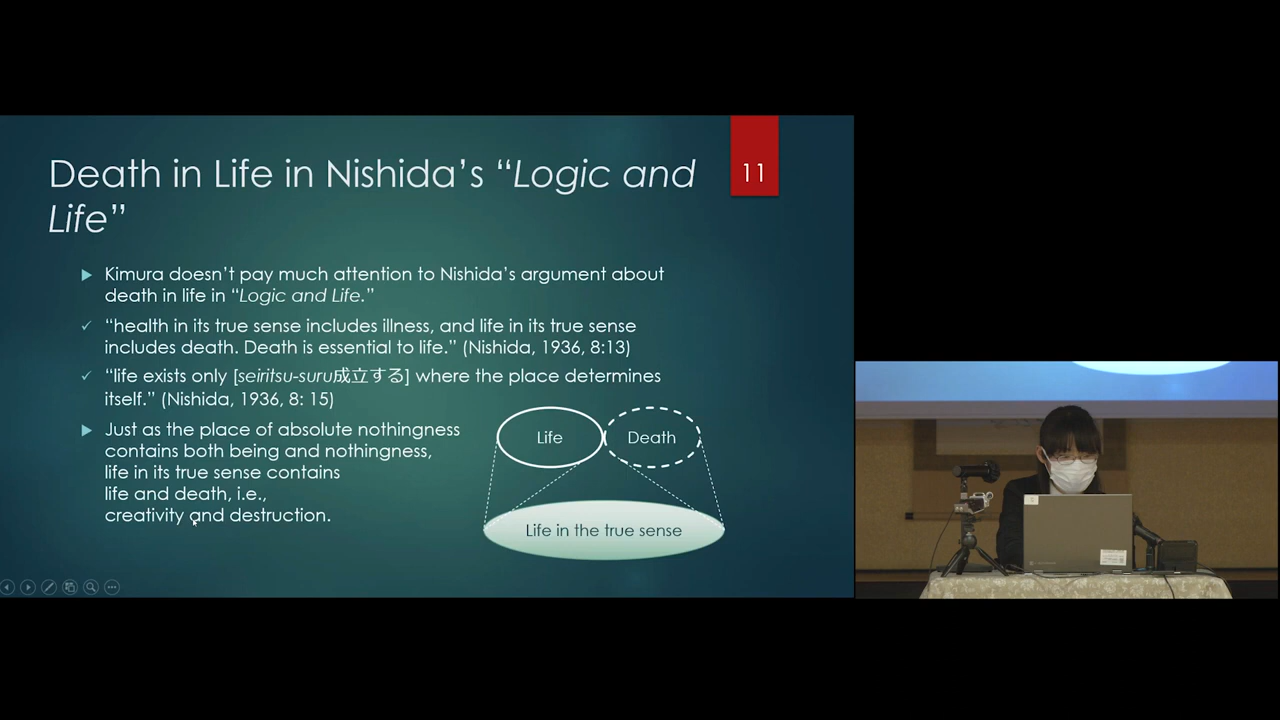 Death in Life in Nishida’s “Logic and
Life”
11
Kimura doesn’t pay much attention to Nishida’s argument about
death in life in “Logic and Life.”
“health in its true sense includes illness, and life in its true sense
includes death. Death is essential to life.” (Nishida, 1936, 8:13)
“life exists only [seiritsu-suru成立する] where the place determines
itself.” (Nishida, 1936, 8: 15)
Just as the place of absolute nothingness
contains both being and nothingness,
life in its true sense contains
life and death, i.e.,
creativity and destruction.
Life
Death
Life in the true sense